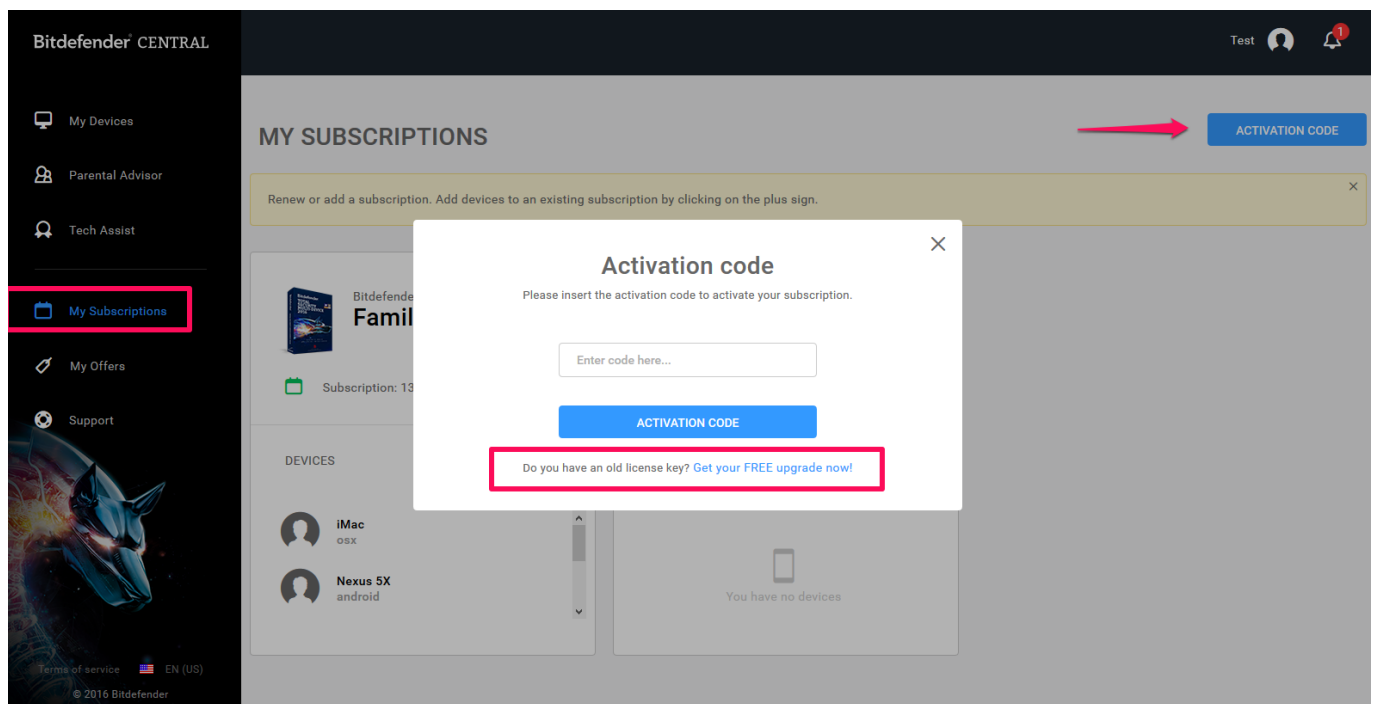 Bitdefender CENTRAL
Test
1
My Devices
Parental Advisor
Tech Assist
My Subscriptions
My Offers
Support
Terms of service EN (US)
© 2016 Bitdefender
MY SUBSCRIPTIONS
ACTIVATION CODE
Renew or add a subscription. Add devices to an existing subscription by clicking on the plus sign.
Bitdefende
Famil
Subscription: 13
DEVICES
iMac
osx
Nexus 5X
android
You have no devices
Activation code
Please insert the activation code to activate your subscription.
Enter code here...
ACTIVATION CODE
Do you have an old license key? Get your FREE upgrade now!